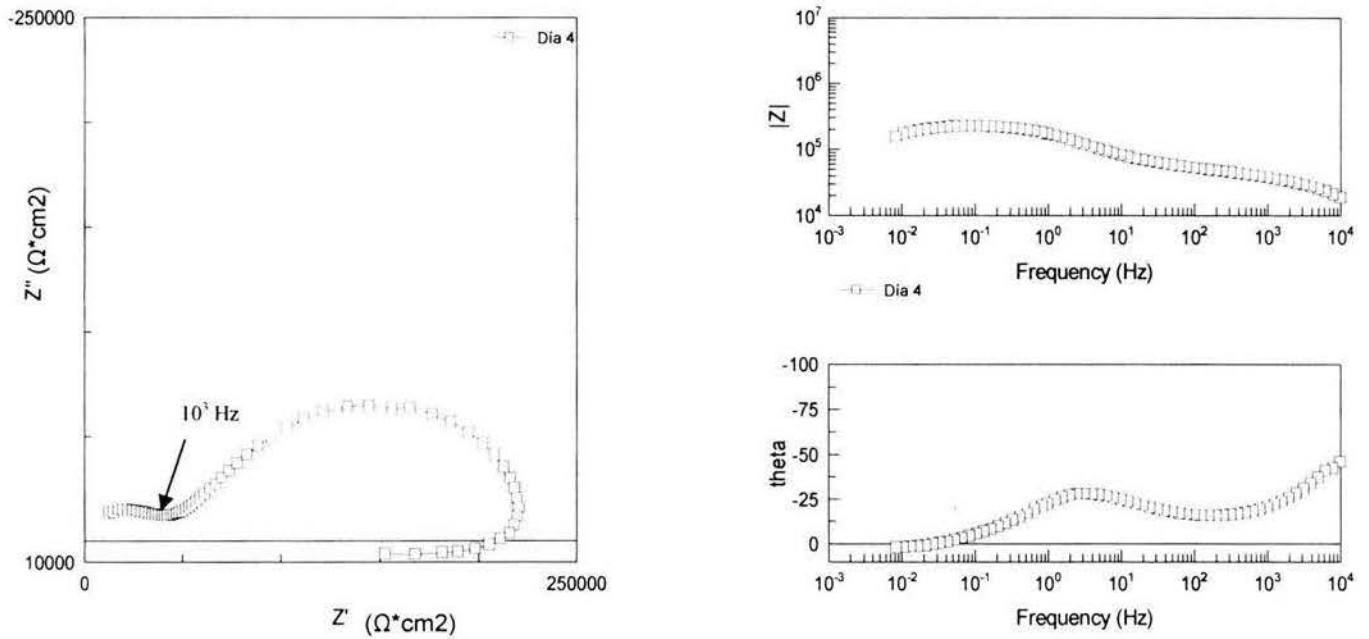 -250000
Día 4
Z'' (Ω*cm2)
10³ Hz
10000
0
250000
Z' (Ω*cm2)
10⁷
10⁶
10⁵
10⁴
|Z|
10⁻³ 10⁻² 10⁻¹ 10⁰ 10¹ 10² 10³ 10⁴
Frequency (Hz)
Día 4
-100
-75
-50
-25
0
theta
10⁻³ 10⁻² 10⁻¹ 10⁰ 10¹ 10² 10³ 10⁴
Frequency (Hz)